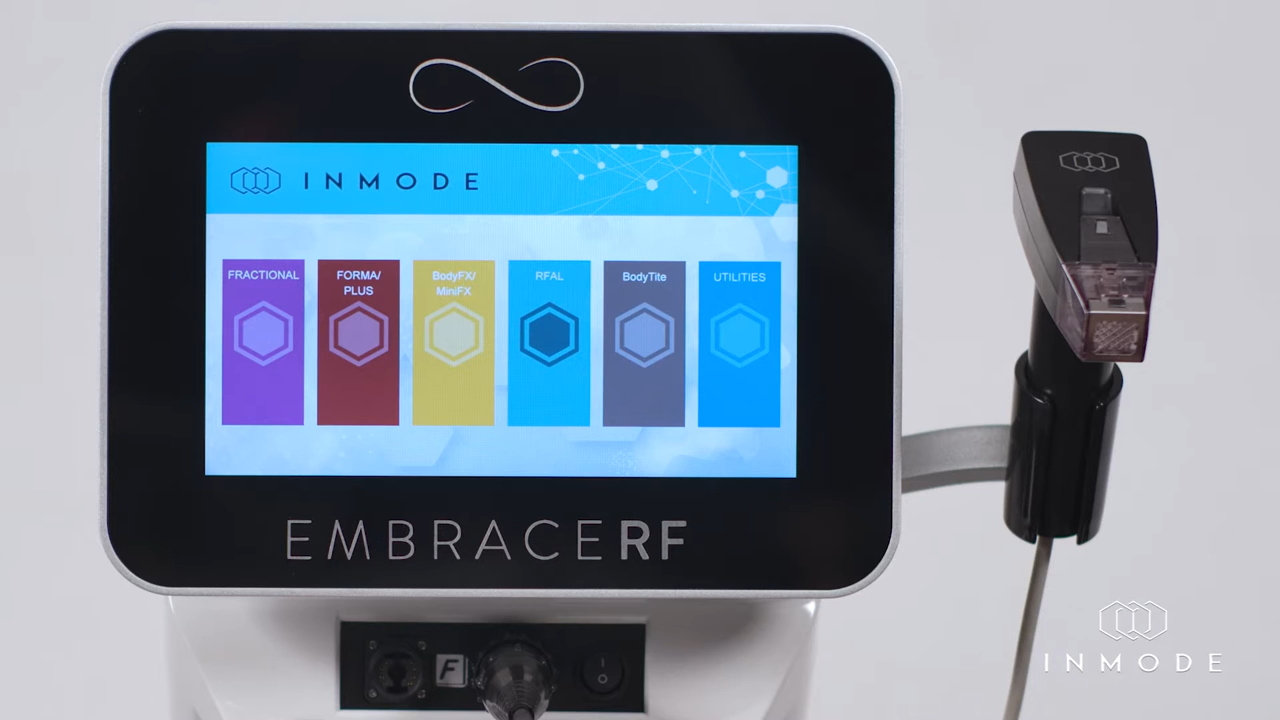 INMODE
FRACTIONAL
FORMA/
PLUS
BodyFX/
MiniFX
RFAL
BodyTite
UTILITIES
EMBRACERF
F
INMODE